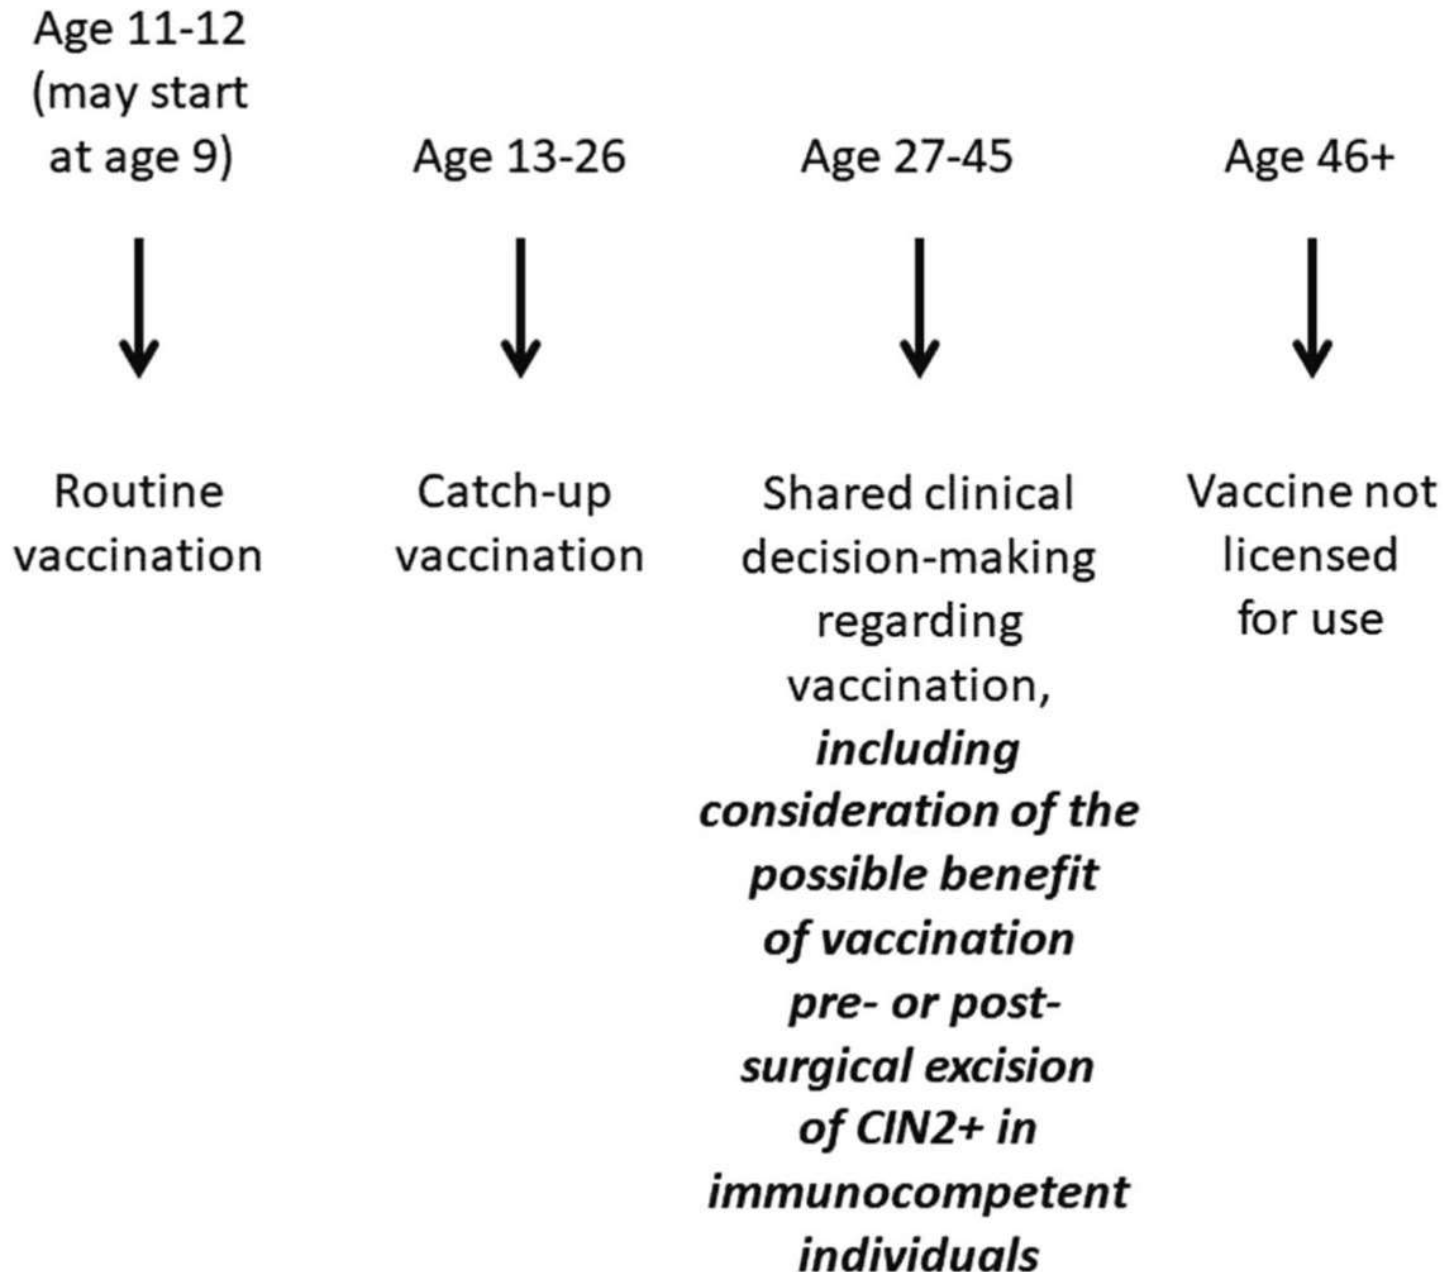 Age 11-12
(may start
at age 9)
Age 13-26
Age 27-45
Age 46+
Routine
vaccination
Catch-up
vaccination
Shared clinical
decision-making
regarding
vaccination,
including
consideration of the
possible benefit
of vaccination
pre- or post-
surgical excision
of CIN2+ in
immunocompetent
individuals
Vaccine not
licensed
for use